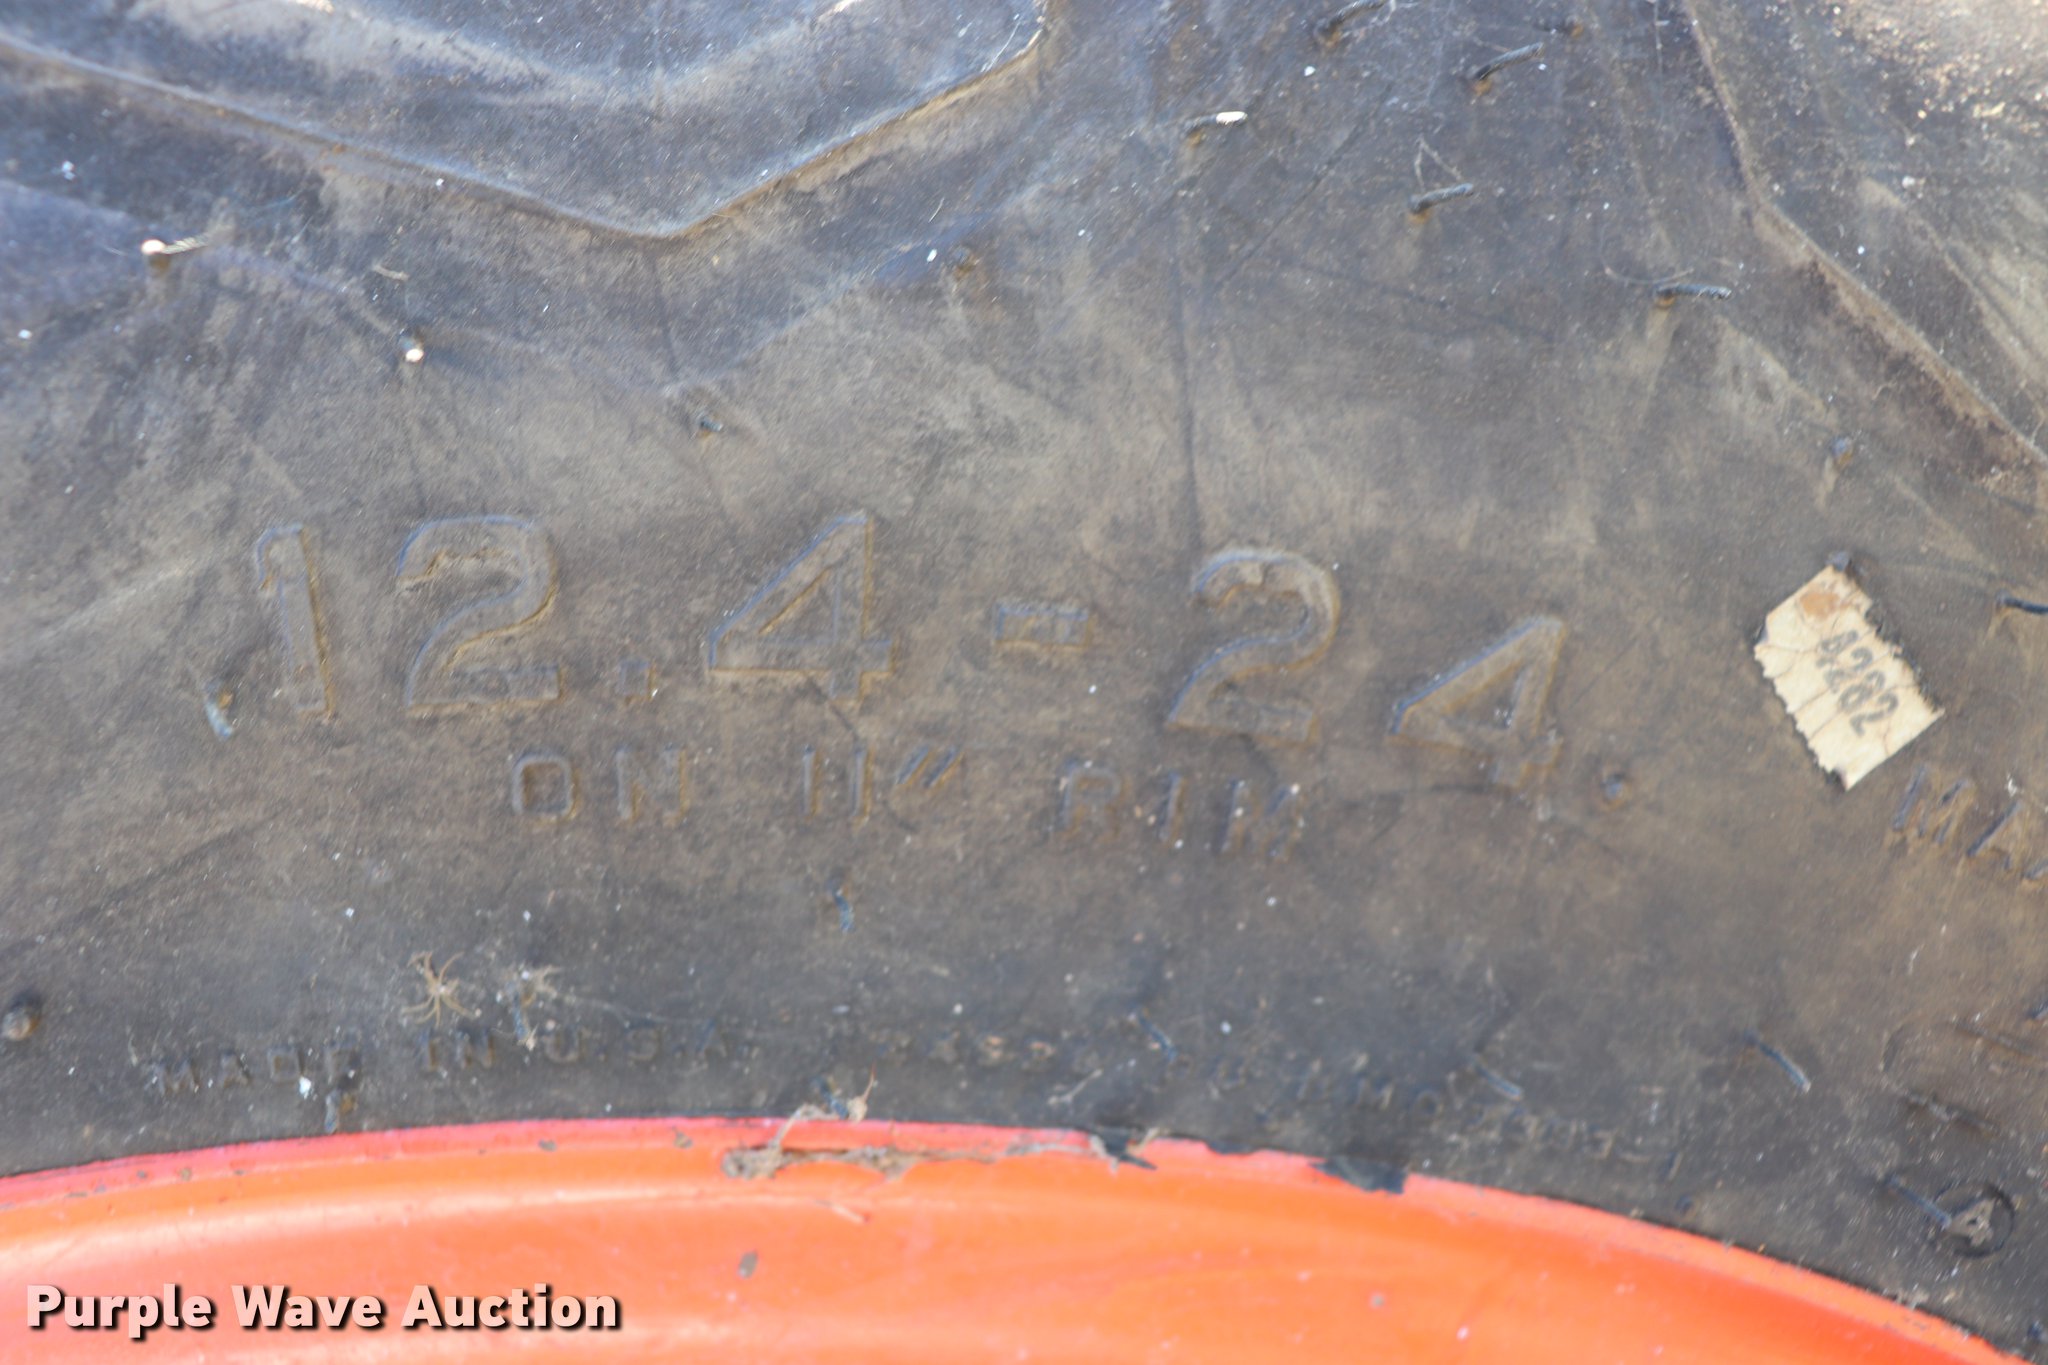 12.4-24
ON 11" RIM
4282
MADE IN U.S.A.
Purple Wave Auction